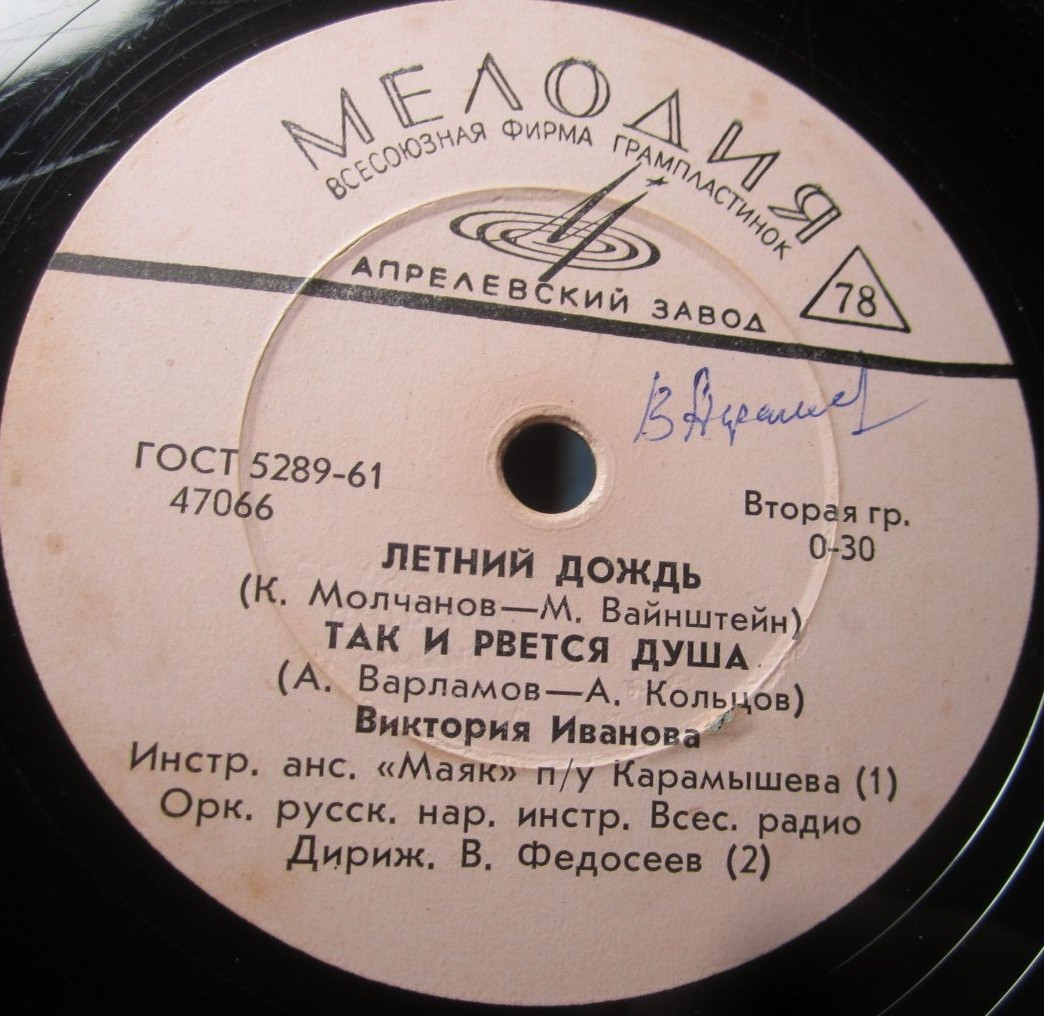 МЕЛОДИЯ
ВСЕСОЮЗНАЯ ФИРМА ГРАМПЛАСТИНОК
АПРЕЛЕВСКИЙ ЗАВОД
78
ГОСТ 5289-61
47066
Вторая гр.
0-30
ЛЕТНИЙ ДОЖДЬ
(К. Молчанов—М. Вайнштейн)
ТАК И РВЕТСЯ ДУША
(А. Варламов—А. Кольцов)
Виктория Иванова
Инстр. анс. «Маяк» п/у Карамышева (1)
Орк. русск. нар. инстр. Всес. радио
Дириж. В. Федосеев (2)